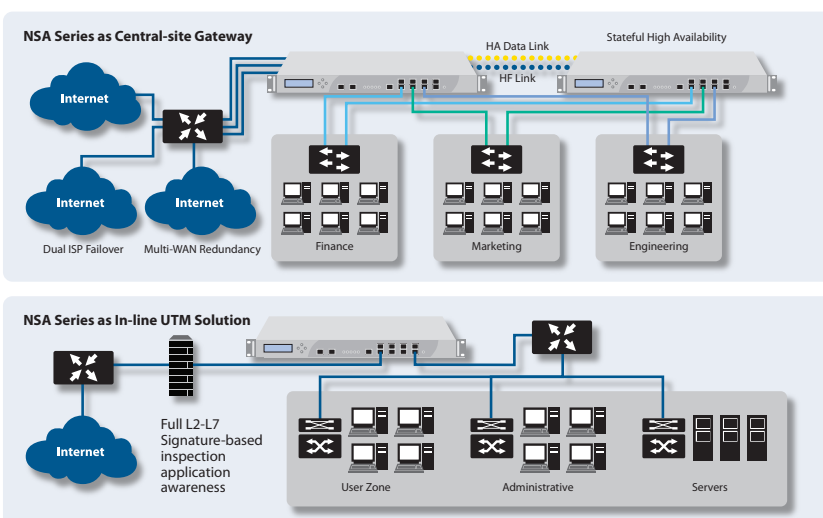 NSA Series as Central-site Gateway
HA Data Link
Stateful High Availability
HF Link
Internet
Internet
Internet
Dual ISP Failover
Multi-WAN Redundancy
Finance
Marketing
Engineering
NSA Series as In-line UTM Solution
Full L2-L7
Signature-based
inspection
application
awareness
Internet
User Zone
Administrative
Servers